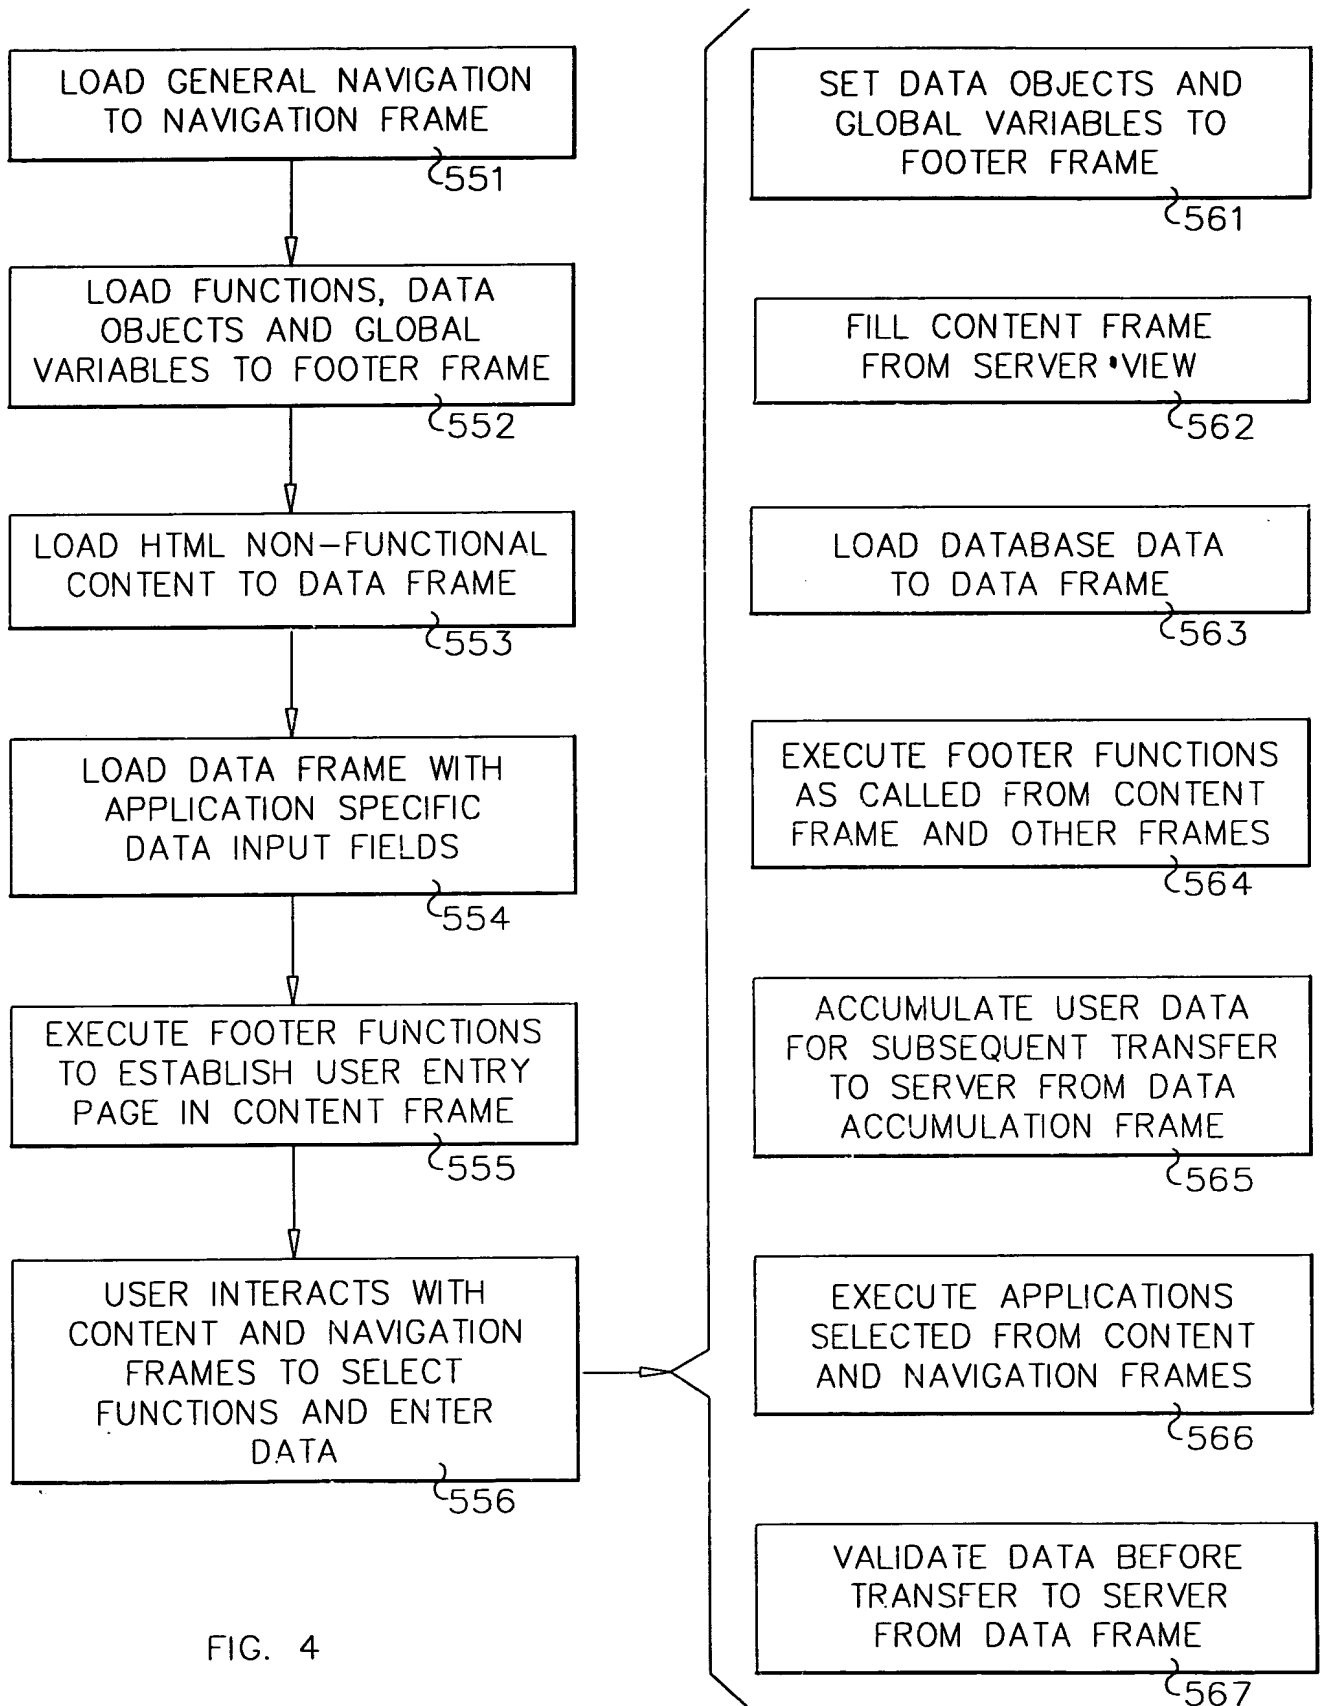 LOAD GENERAL NAVIGATION
TO NAVIGATION FRAME
551
LOAD FUNCTIONS, DATA
OBJECTS AND GLOBAL
VARIABLES TO FOOTER FRAME
552
LOAD HTML NON-FUNCTIONAL
CONTENT TO DATA FRAME
553
LOAD DATA FRAME WITH
APPLICATION SPECIFIC
DATA INPUT FIELDS
554
EXECUTE FOOTER FUNCTIONS
TO ESTABLISH USER ENTRY
PAGE IN CONTENT FRAME
555
USER INTERACTS WITH
CONTENT AND NAVIGATION
FRAMES TO SELECT
FUNCTIONS AND ENTER
DATA
556
SET DATA OBJECTS AND
GLOBAL VARIABLES TO
FOOTER FRAME
561
FILL CONTENT FRAME
FROM SERVER •VIEW
562
LOAD DATABASE DATA
TO DATA FRAME
563
EXECUTE FOOTER FUNCTIONS
AS CALLED FROM CONTENT
FRAME AND OTHER FRAMES
564
ACCUMULATE USER DATA
FOR SUBSEQUENT TRANSFER
TO SERVER FROM DATA
ACCUMULATION FRAME
565
EXECUTE APPLICATIONS
SELECTED FROM CONTENT
AND NAVIGATION FRAMES
566
VALIDATE DATA BEFORE
TRANSFER TO SERVER
FROM DATA FRAME
567
FIG. 4